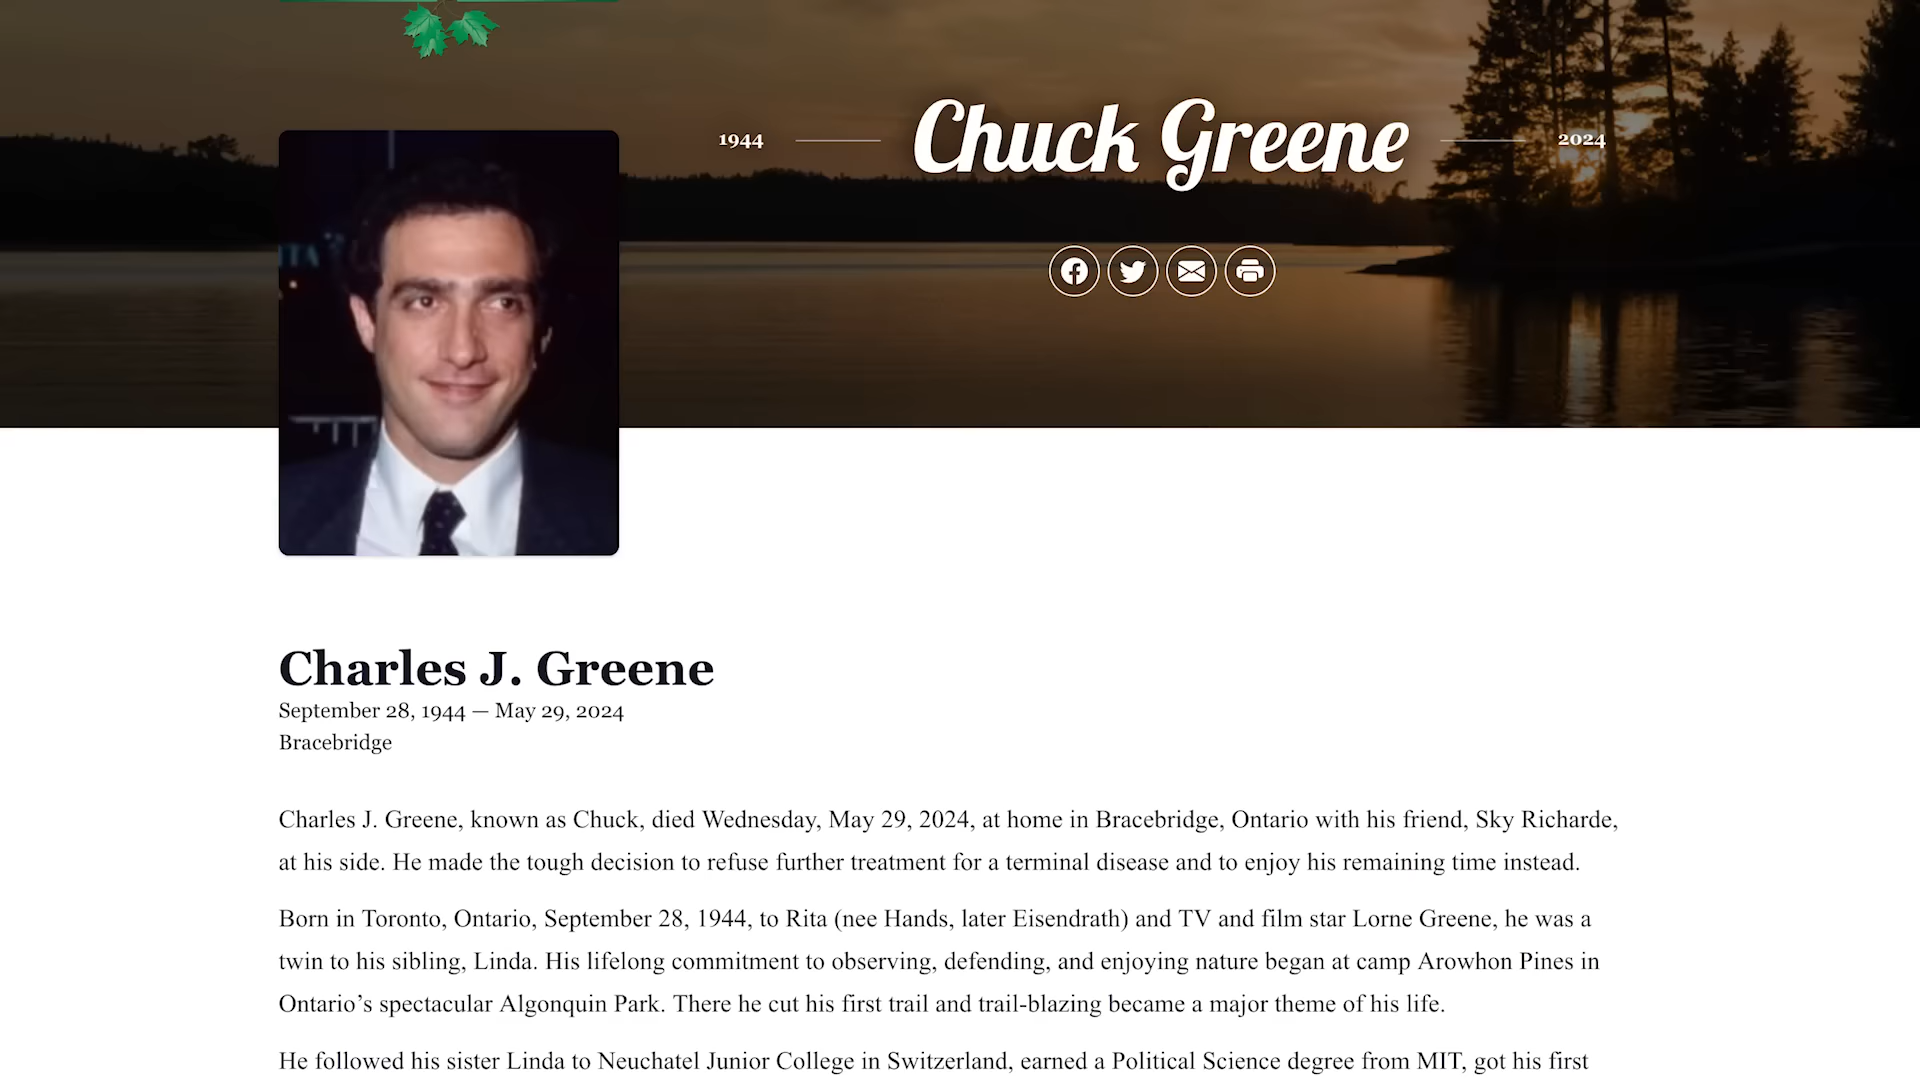 1944
Chuck Greene
2024
Charles J. Greene
September 28, 1944 — May 29, 2024
Bracebridge
Charles J. Greene, known as Chuck, died Wednesday, May 29, 2024, at home in Bracebridge, Ontario with his friend, Sky Richarde,
at his side. He made the tough decision to refuse further treatment for a terminal disease and to enjoy his remaining time instead.
Born in Toronto, Ontario, September 28, 1944, to Rita (nee Hands, later Eisendrath) and TV and film star Lorne Greene, he was a
twin to his sibling, Linda. His lifelong commitment to observing, defending, and enjoying nature began at camp Arowhon Pines in
Ontario’s spectacular Algonquin Park. There he cut his first trail and trail-blazing became a major theme of his life.
He followed his sister Linda to Neuchatel Junior College in Switzerland, earned a Political Science degree from MIT, got his first